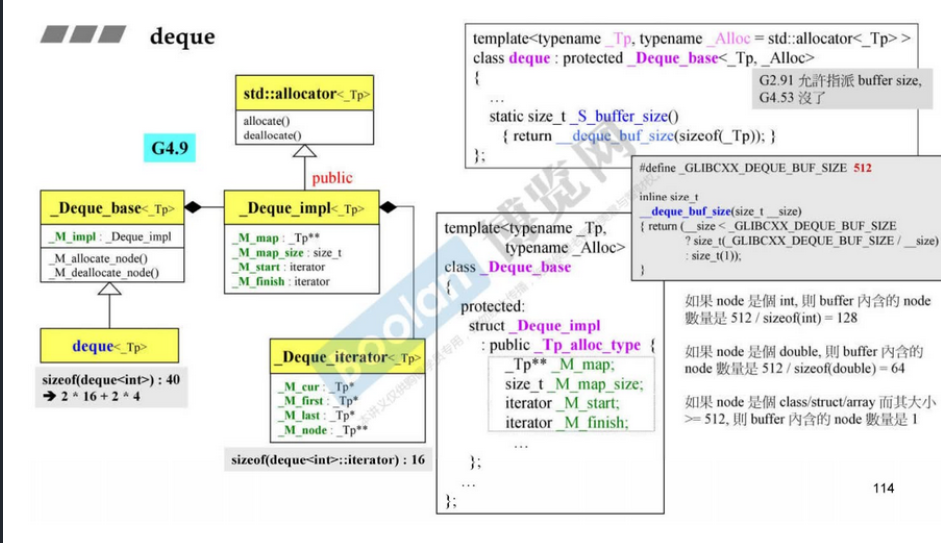 deque
G4.9
std::allocator<_Tp>
allocate()
deallocate()
public
_Deque_base<_Tp>
_M_impl : _Deque_impl
_M_allocate_node()
_M_deallocate_node()
_Deque_impl<_Tp>
_M_map : _Tp**
_M_map_size : size_t
_M_start : iterator
_M_finish : iterator
deque<_Tp>
sizeof(deque<int>) : 40
➔ 2 * 16 + 2 * 4
_Deque_iterator<_Tp>
_M_cur : _Tp*
_M_first : _Tp*
_M_last : _Tp*
_M_node : _Tp**
sizeof(deque<int>::iterator) : 16
template<typename _Tp, typename _Alloc = std::allocator<_Tp> >
class deque : protected _Deque_base<_Tp, _Alloc>
{
...
static size_t _S_buffer_size()
{ return __deque_buf_size(sizeof(_Tp)); }
};
G2.91 允許指派 buffer size,
G4.53 沒了
#define _GLIBCXX_DEQUE_BUF_SIZE 512
inline size_t
__deque_buf_size(size_t __size)
{ return (__size < _GLIBCXX_DEQUE_BUF_SIZE
? size_t(_GLIBCXX_DEQUE_BUF_SIZE / __size)
: size_t(1));
}
template<typename _Tp,
typename _Alloc>
class _Deque_base
{
protected:
struct _Deque_impl
: public _Tp_alloc_type {
_Tp** _M_map;
size_t _M_map_size;
iterator _M_start;
iterator _M_finish;
...
};
...
};
如果 node 是個 int, 則 buffer 內含的 node
數量是 512 / sizeof(int) = 128
如果 node 是個 double, 則 buffer 內含的
node 數量是 512 / sizeof(double) = 64
如果 node 是個 class/struct/array 而其大小
>= 512, 則 buffer 內含的 node 數量是 1
boolan 博览网
114